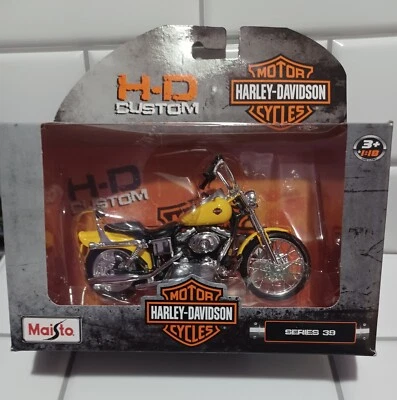 H-D
CUSTOM
MOTOR
HARLEY-DAVIDSON
CYCLES
3+
1:18
H-D
CUSTOM
MOTOR
HARLEY-DAVIDSON
CYCLES
Maisto
SERIES 39